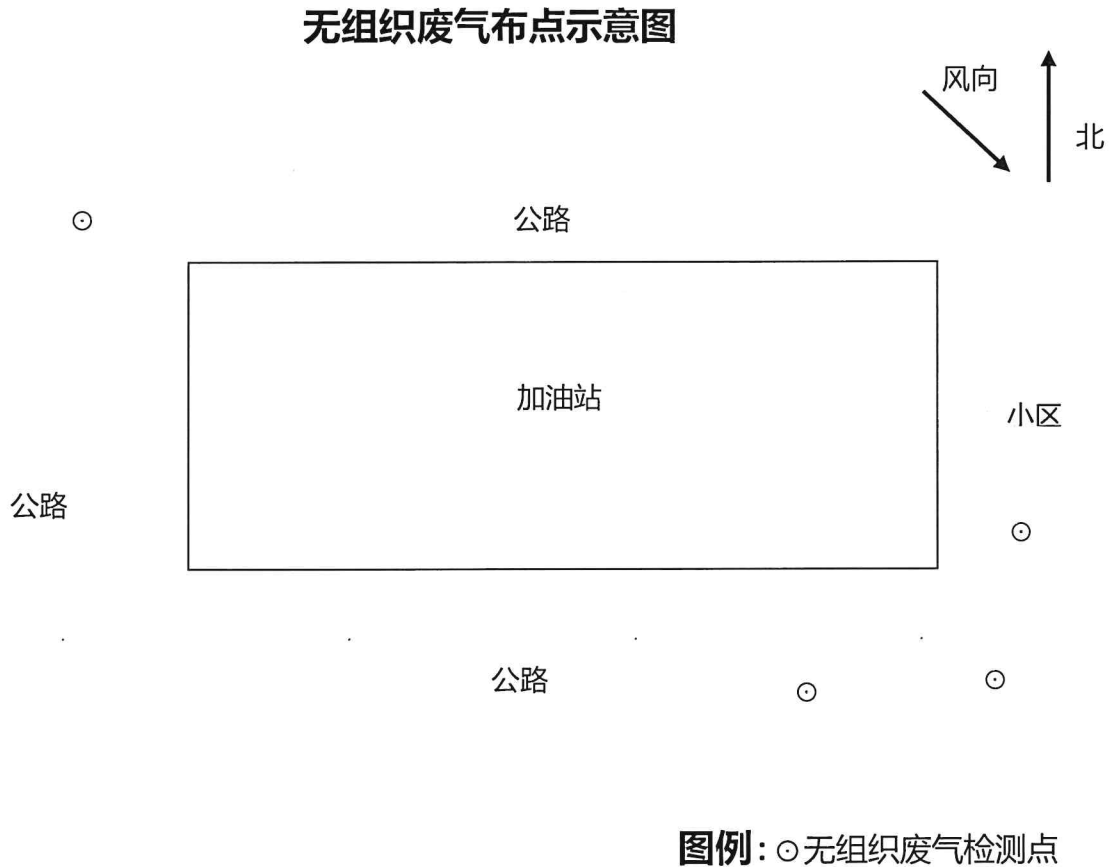 无组织废气布点示意图
风向
北
公路
加油站
小区
公路
公路
图例：⊙无组织废气检测点